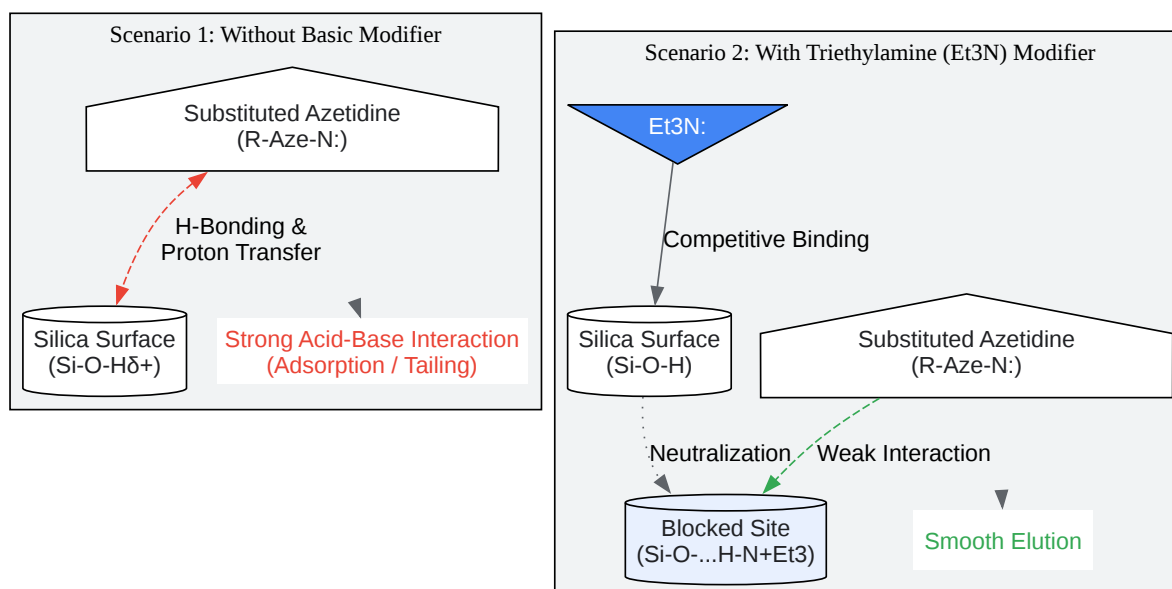 Scenario 1: Without Basic Modifier
Substituted Azetidine
(R-Aze-N:)
H-Bonding &
Proton Transfer
Silica Surface
(Si-O-Hδ+)
Strong Acid-Base Interaction
(Adsorption / Tailing)
Scenario 2: With Triethylamine (Et3N) Modifier
Et3N:
Competitive Binding
Silica Surface
(Si-O-H)
Substituted Azetidine
(R-Aze-N:)
Neutralization
Weak Interaction
Blocked Site
(Si-O-...H-N+Et3)
Smooth Elution